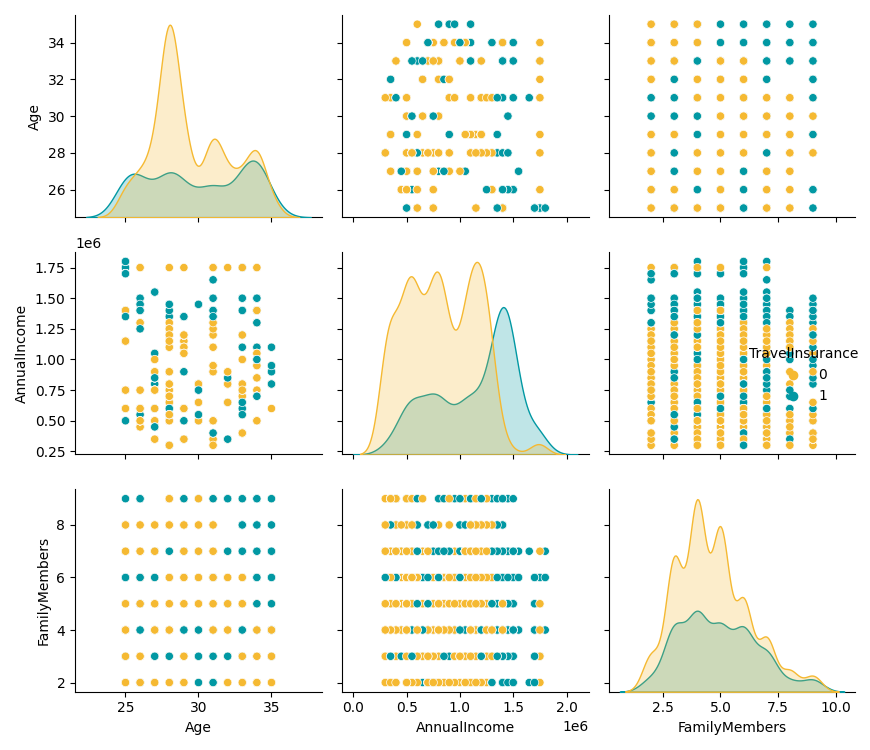 34
32
30
28
26
Age
1e6
1.75
1.50
1.25
1.00
0.75
0.50
0.25
AnnualIncome
TravelInsurance
0
1
8
6
4
2
FamilyMembers
25 30 35
Age
0.0 0.5 1.0 1.5 2.0
1e6
AnnualIncome
2.5 5.0 7.5 10.0
FamilyMembers